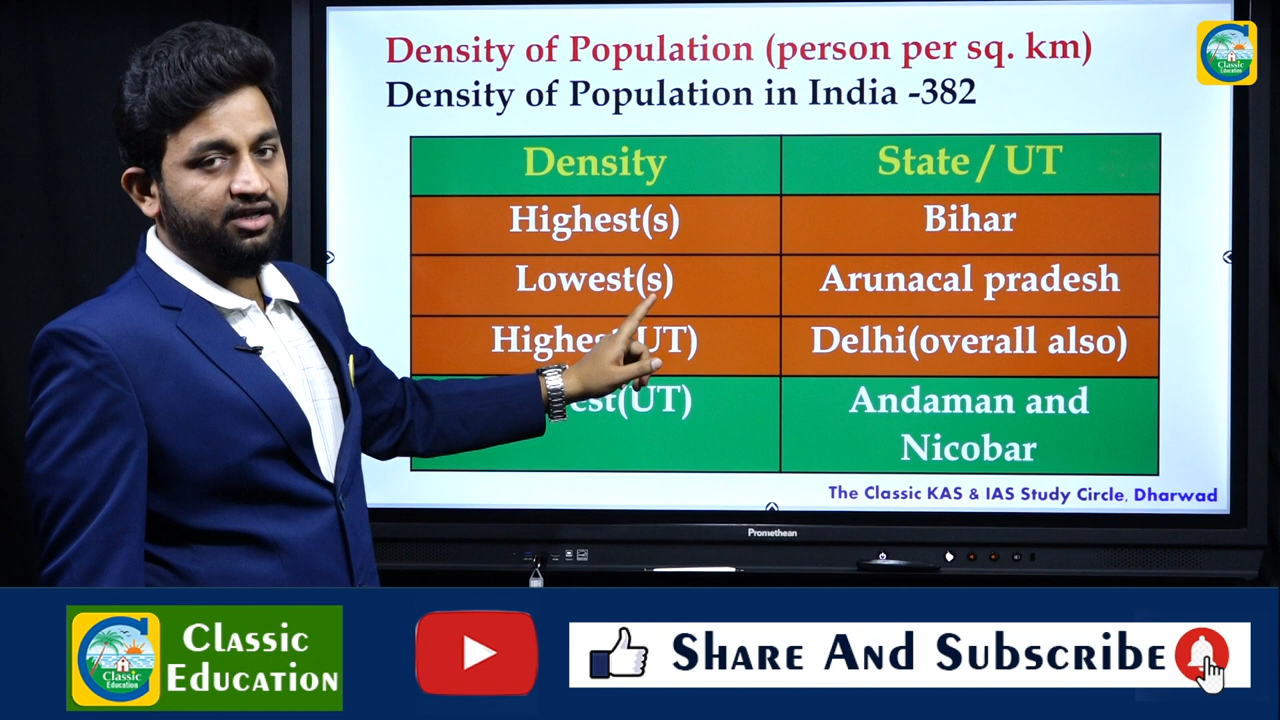 Density of Population (person per sq. km)
Density of Population in India -382
Classic
Education
Density State / UT
Highest(s) Bihar
Lowest(s) Arunacal pradesh
Delhi(overall also)
Andaman and
Nicobar
The Classic KAS & IAS Study Circle, Dharwad
Promethean
Classic
Education
CLASSIC
EDUCATION
SHARE AND SUBSCRIBE